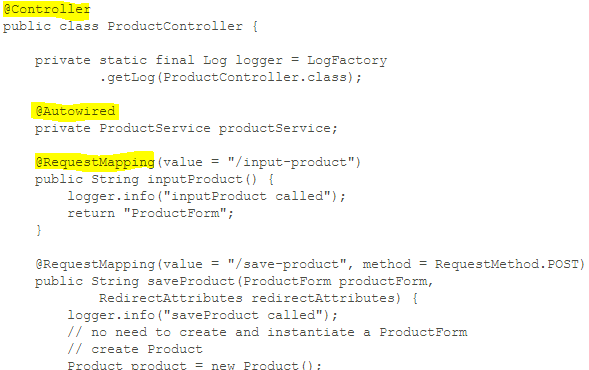 @Controller
public class ProductController {
private static final Log logger = LogFactory
.getLog(ProductController.class);
@Autowired
private ProductService productService;
@RequestMapping(value = "/input-product")
public String inputProduct() {
logger.info("inputProduct called");
return "ProductForm";
}
@RequestMapping(value = "/save-product", method = RequestMethod.POST)
public String saveProduct(ProductForm productForm,
RedirectAttributes redirectAttributes) {
logger.info("saveProduct called");
// no need to create and instantiate a ProductForm
// create Product
Product product = new Product();